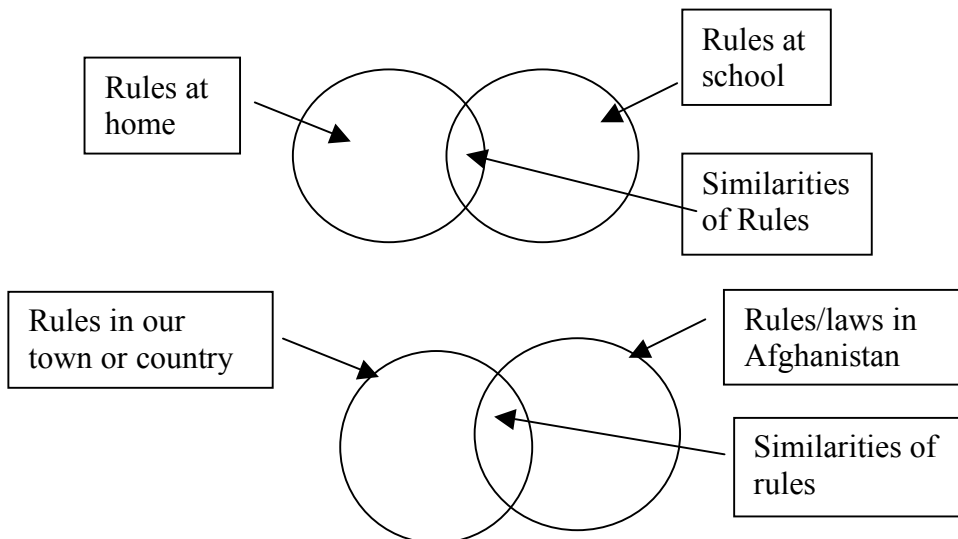 Rules at
home
Rules at
school
Similarities
of Rules
Rules in our
town or country
Rules/laws in
Afghanistan
Similarities of
rules